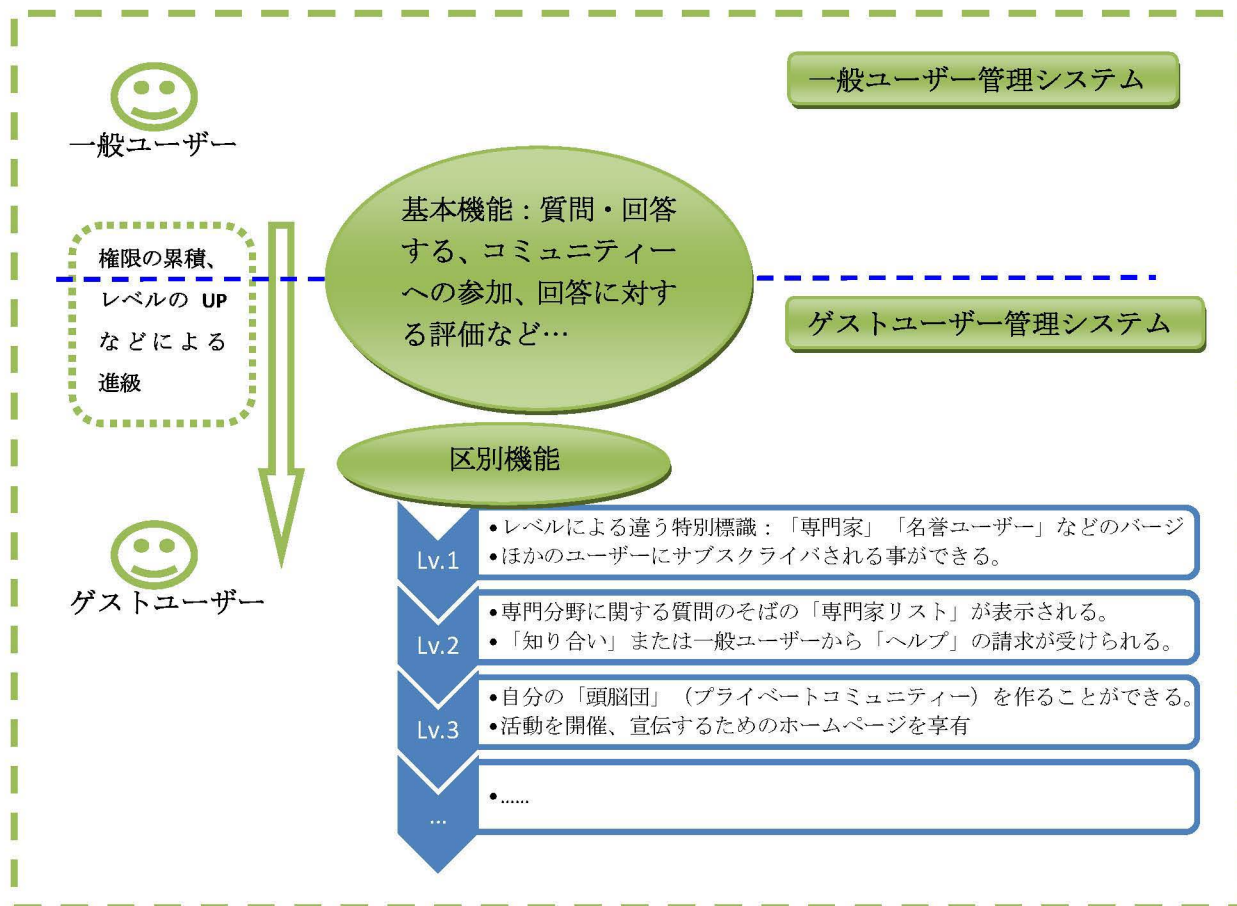 一般ユーザー管理システム
一般ユーザー
基本機能：質問・回答
する、コミュニティー
への参加、回答に対す
る評価など…
権限の累積、
レベルの UP
などによる
進級
ゲストユーザー管理システム
区別機能
ゲストユーザー
Lv.1
•レベルによる違う特別標識：「専門家」「名誉ユーザー」などのバージ
•ほかのユーザーにサブスクライバされる事ができる。
Lv.2
•専門分野に関する質問のそばの「専門家リスト」が表示される。
•「知り合い」または一般ユーザーから「ヘルプ」の請求が受けられる。
Lv.3
•自分の「頭脳団」（プライベートコミュニティー）を作ることができる。
•活動を開催、宣伝するためのホームページを享有
...
•......